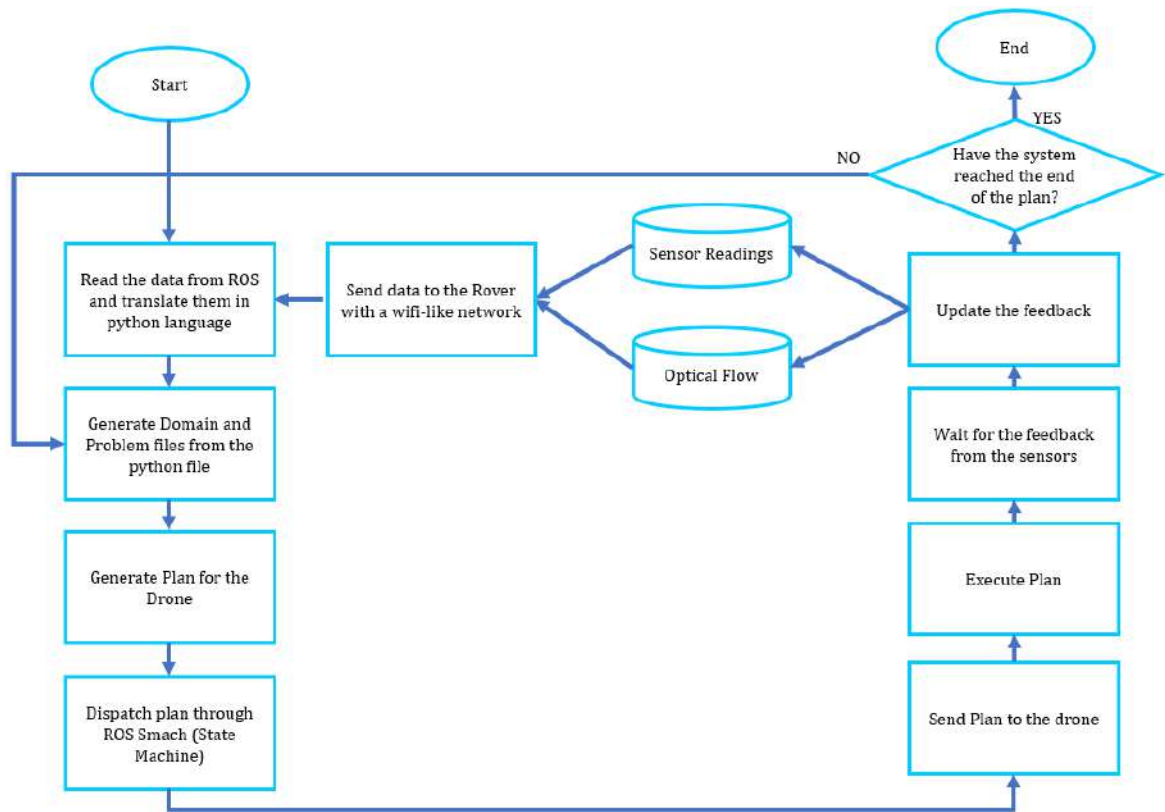 End
Start
YES
NO
Have the system
reached the end
of the plan?
Sensor Readings
Read the data from ROS
and translate them in
python language
Send data to the Rover
with a wifi-like network
Update the feedback
Optical Flow
Generate Domain and
Problem files from the
python file
Wait for the feedback
from the sensors
Generate Plan for the
Drone
Execute Plan
Dispatch plan through
ROS Smach (State
Machine)
Send Plan to the drone